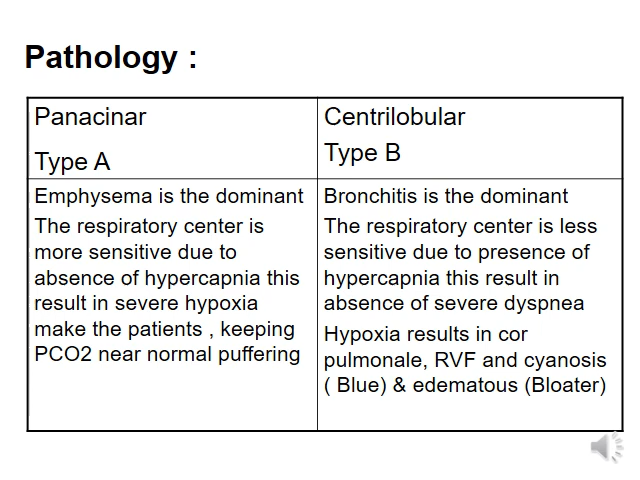 Pathology :
Panacinar
Type A
Centrilobular
Type B
Emphysema is the dominant
The respiratory center is
more sensitive due to
absence of hypercapnia this
result in severe hypoxia
make the patients , keeping
PCO2 near normal puffering
Bronchitis is the dominant
The respiratory center is less
sensitive due to presence of
hypercapnia this result in
absence of severe dyspnea
Hypoxia results in cor
pulmonale, RVF and cyanosis
( Blue) & edematous (Bloater)